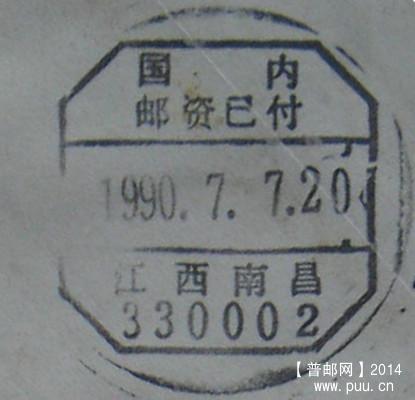 国 内
邮资已付
1990.7.7.20
江西南昌
330002
【普邮网】2014
www.puu.cn